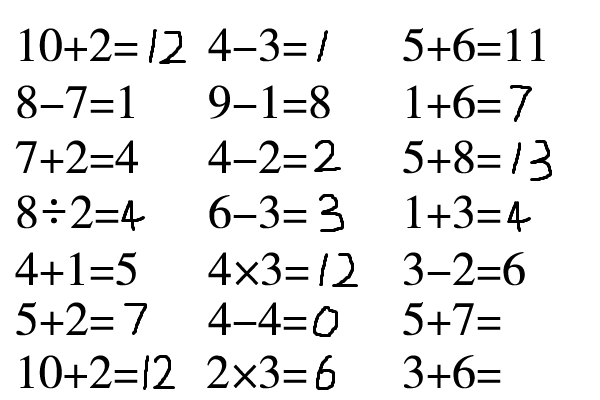 10+2=12 4−3=1 5+6=11
8−7=1 9−1=8 1+6=7
7+2=4 4−2=2 5+8=13
8÷2=4 6−3=3 1+3=4
4+1=5 4×3=12 3−2=6
5+2=7 4−4=0 5+7=
10+2=12 2×3=6 3+6=